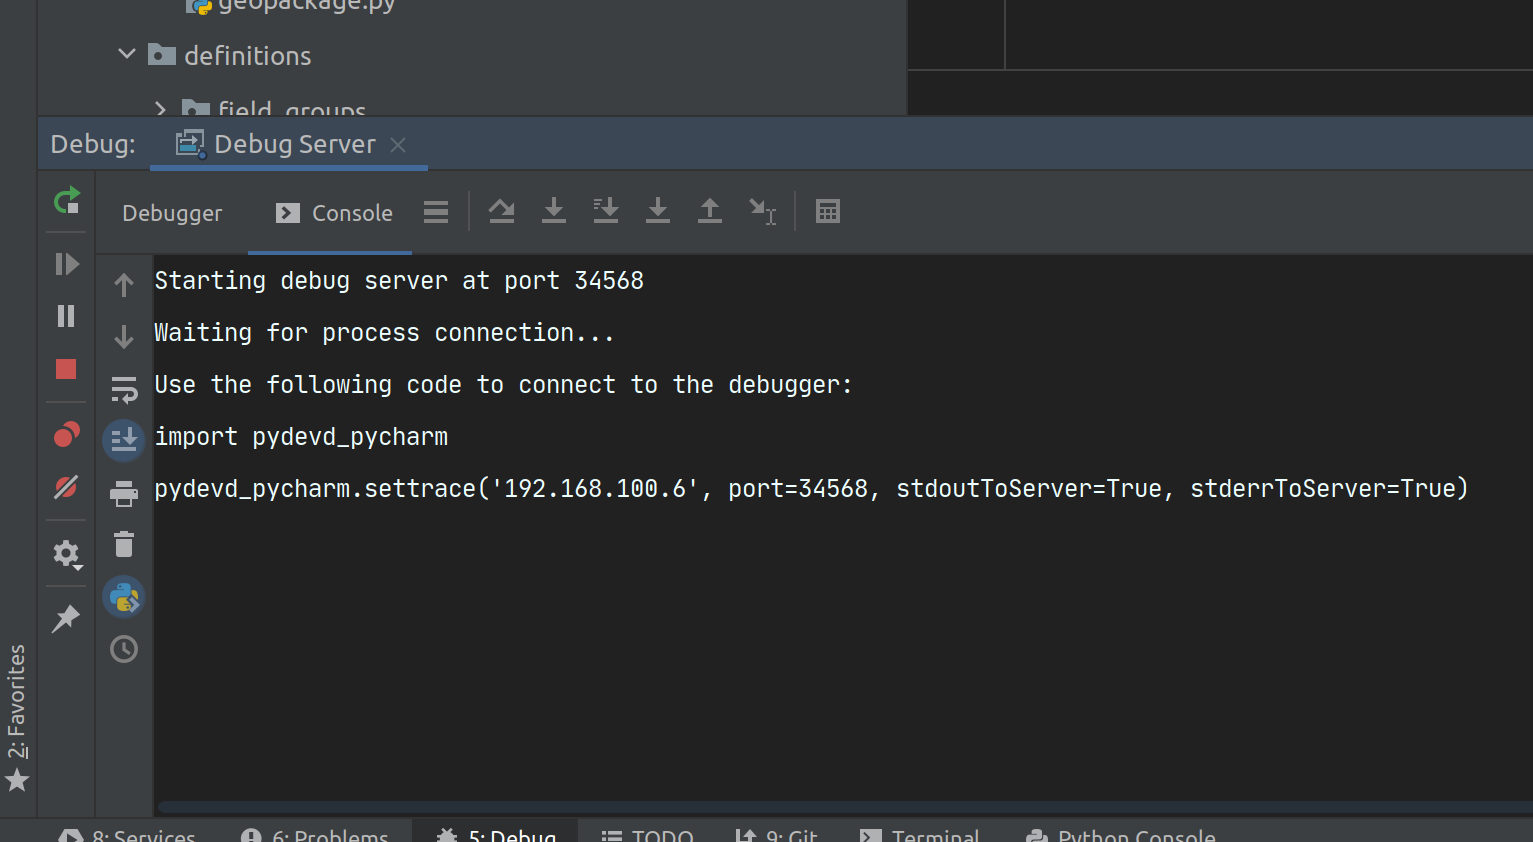 geopackage.py
definitions
field_groups
Debug: Debug Server
Debugger Console
Starting debug server at port 34568
Waiting for process connection...
Use the following code to connect to the debugger:
import pydevd_pycharm
pydevd_pycharm.settrace('192.168.100.6', port=34568, stdoutToServer=True, stderrToServer=True)
2: Favorites
8: Services 6: Problems 5: Debug TODO 9: Git Terminal Python Console